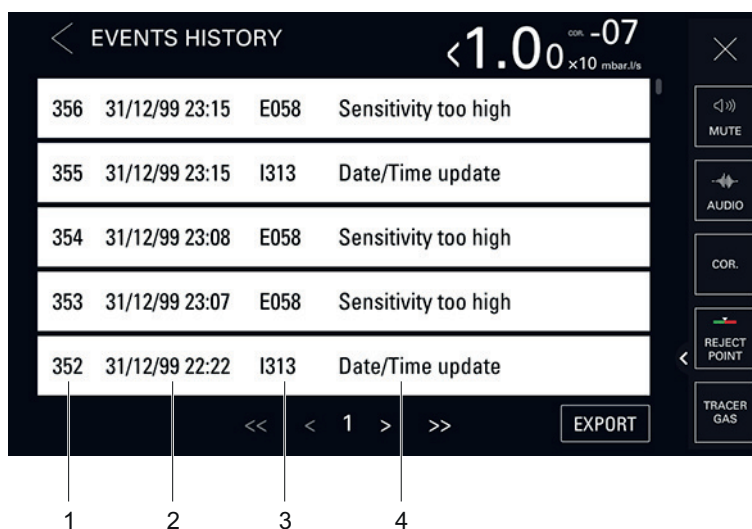 < EVENTS HISTORY
<1.00 COR. -07
x10 mbar.l/s
356 31/12/99 23:15 E058 Sensitivity too high
355 31/12/99 23:15 I313 Date/Time update
354 31/12/99 23:08 E058 Sensitivity too high
353 31/12/99 23:07 E058 Sensitivity too high
352 31/12/99 22:22 I313 Date/Time update
<< < 1 > >> EXPORT
MUTE
AUDIO
COR.
REJECT
POINT
TRACER
GAS
1 2 3 4